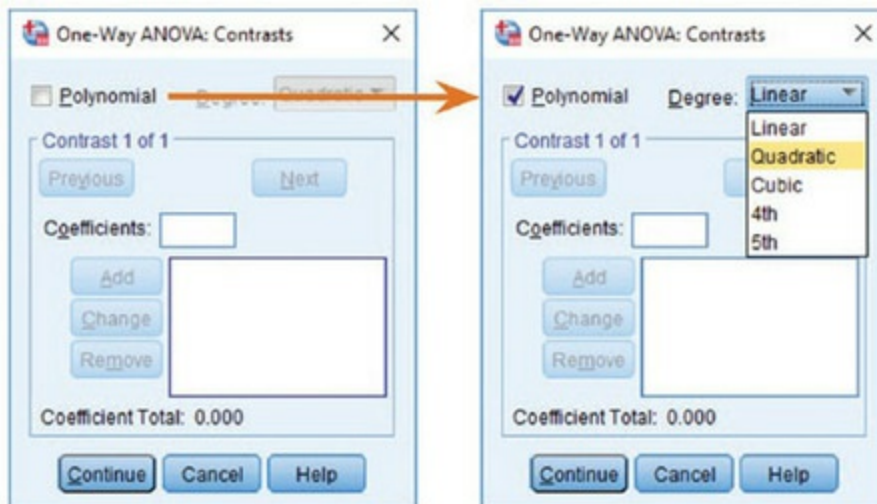 One-Way ANOVA: Contrasts
Polynomial Degree: Quadratic
Contrast 1 of 1
Previous Next
Coefficients:
Add
Change
Remove
Coefficient Total: 0.000
Continue Cancel Help
One-Way ANOVA: Contrasts
Polynomial Degree: Linear
Linear
Quadratic
Cubic
4th
5th
Contrast 1 of 1
Previous
Coefficients:
Add
Change
Remove
Coefficient Total: 0.000
Continue Cancel Help